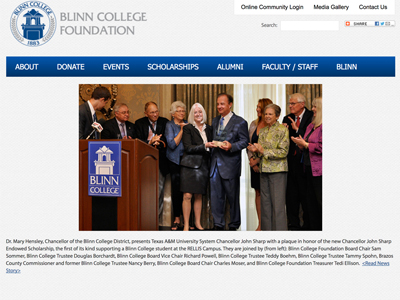 BLINN COLLEGE
1883
BLINN COLLEGE
FOUNDATION
Online Community Login
Media Gallery
Contact Us
Search:
SHARE
ABOUT
DONATE
EVENTS
SCHOLARSHIPS
ALUMNI
FACULTY / STAFF
BLINN
BLINN
COLLEGE
Dr. Mary Hensley, Chancellor of the Blinn College District, presents Texas A&M University System Chancellor John Sharp with a plaque in honor of the new Chancellor John Sharp
Endowed Scholarship, the first of its kind supporting a Blinn College student at the RELLIS Campus. They are joined by (from left): Blinn College Foundation Board Chair Sam
Sommer, Blinn College Trustee Douglas Borchardt, Blinn College Board Vice Chair Richard Powell, Blinn College Trustee Teddy Boehm, Blinn College Trustee Tammy Spohn, Brazos
County Commissioner and former Blinn College Trustee Nancy Berry, Blinn College Board Chair Charles Moser, and Blinn College Foundation Treasurer Tedi Ellison. <Read News
Story>